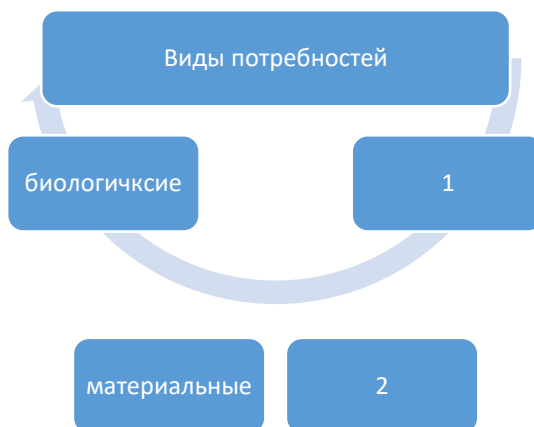 Виды потребностей
биологичксие
1
материальные
2